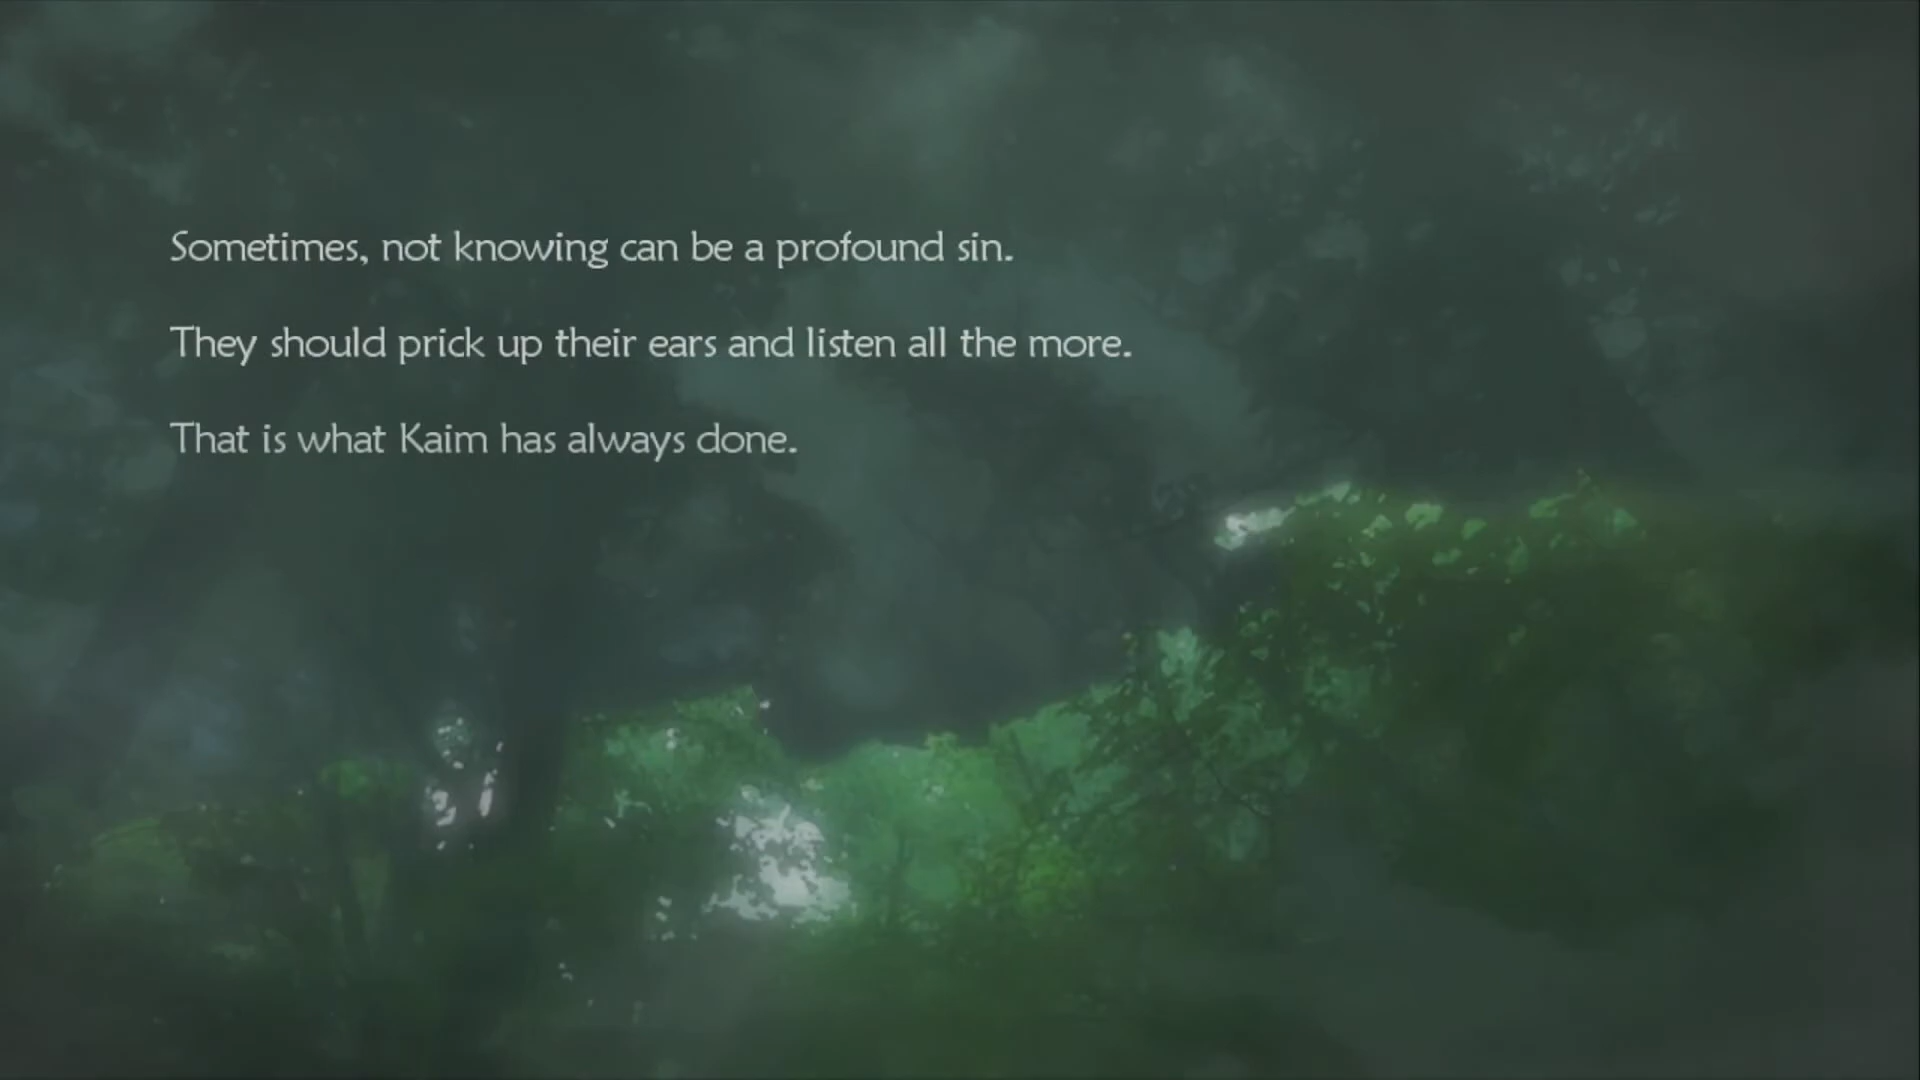 Sometimes, not knowing can be a profound sin.
They should prick up their ears and listen all the more.
That is what Kaim has always done.